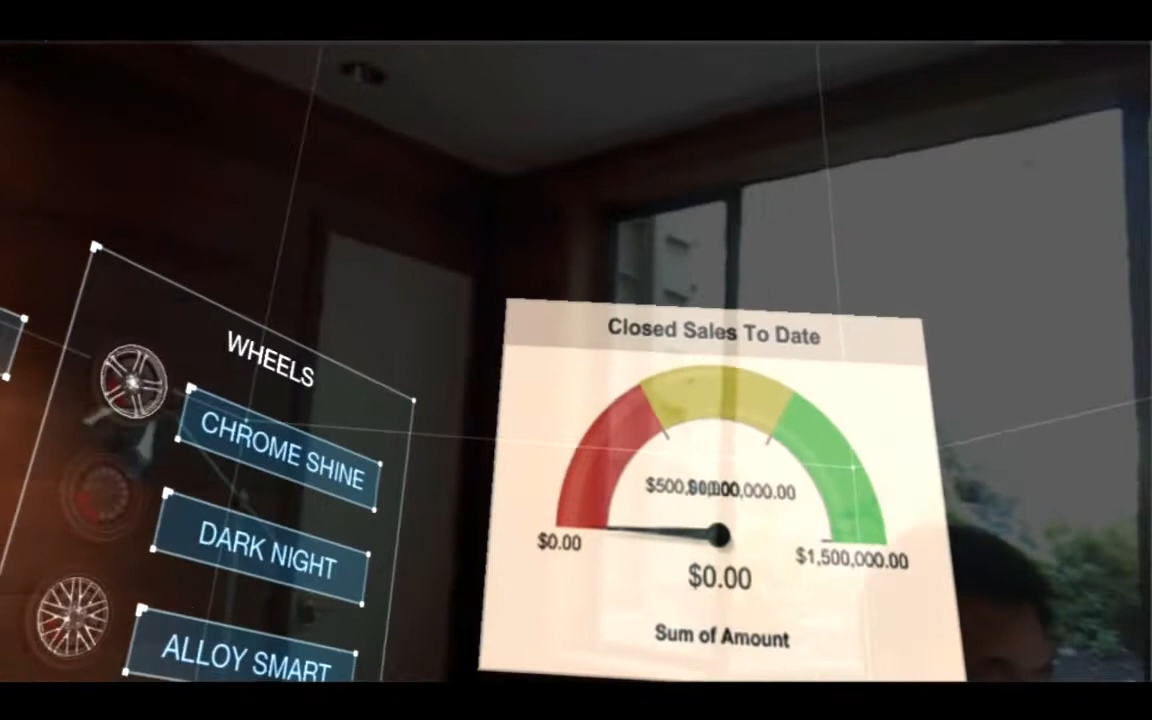 WHEELS
CHROME SHINE
DARK NIGHT
ALLOY SMART
Closed Sales To Date
$0.00
$1,500,000.00
$0.00
Sum of Amount